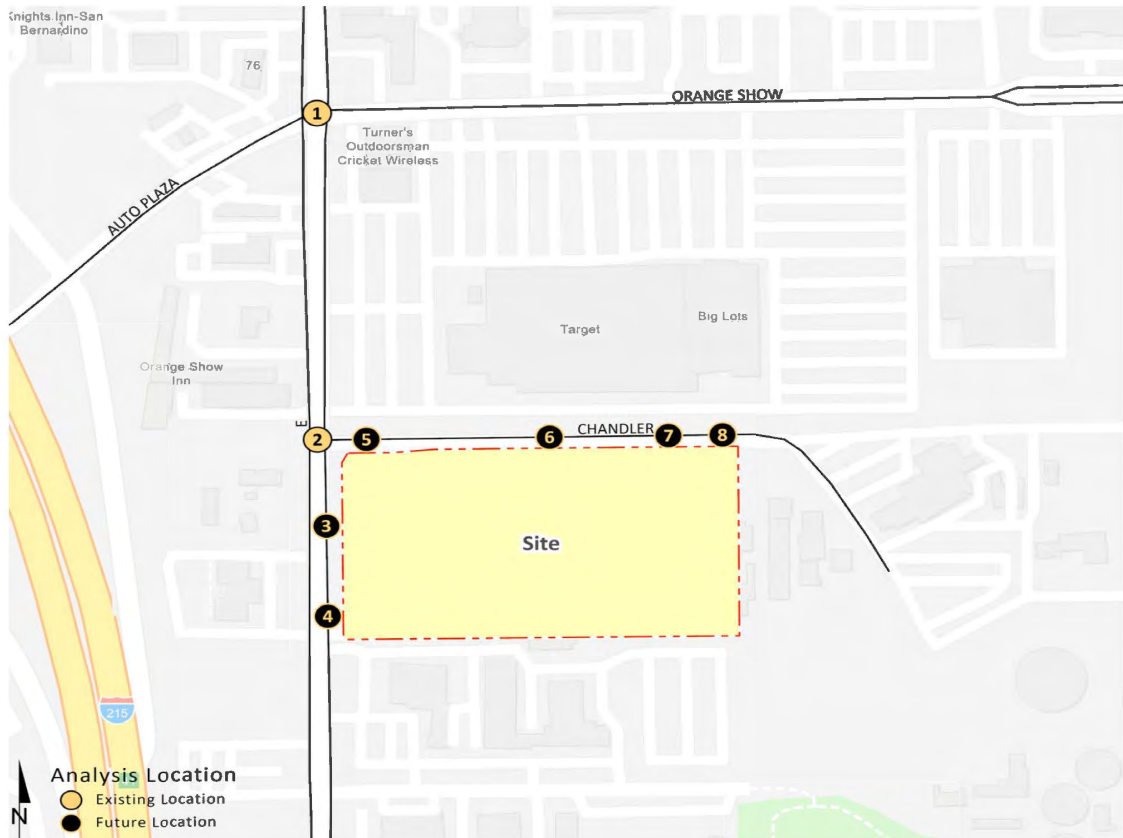 Knights Inn-San
Bernardino
76
1
ORANGE SHOW
Turner's
Outdoorsman
Cricket Wireless
AUTO PLAZA
Target
Big Lots
Orange Show
Inn
E
2
5
6
CHANDLER
7
8
3
Site
4
215
Analysis Location
Existing Location
Future Location
N